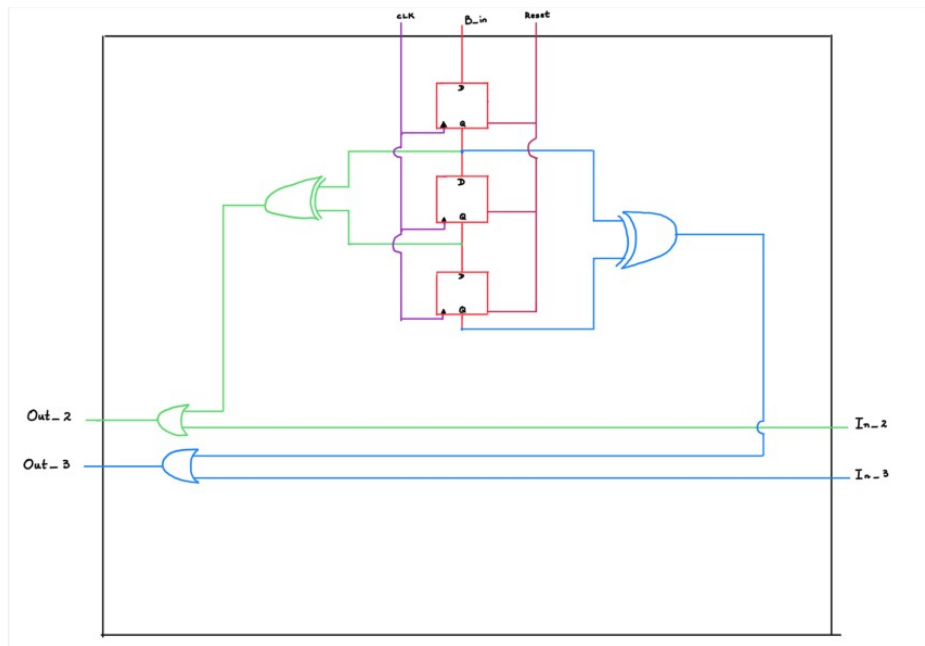 CLK
B_in
Reset
D
Q
D
Q
D
Q
Out_2
In_2
Out_3
In_3